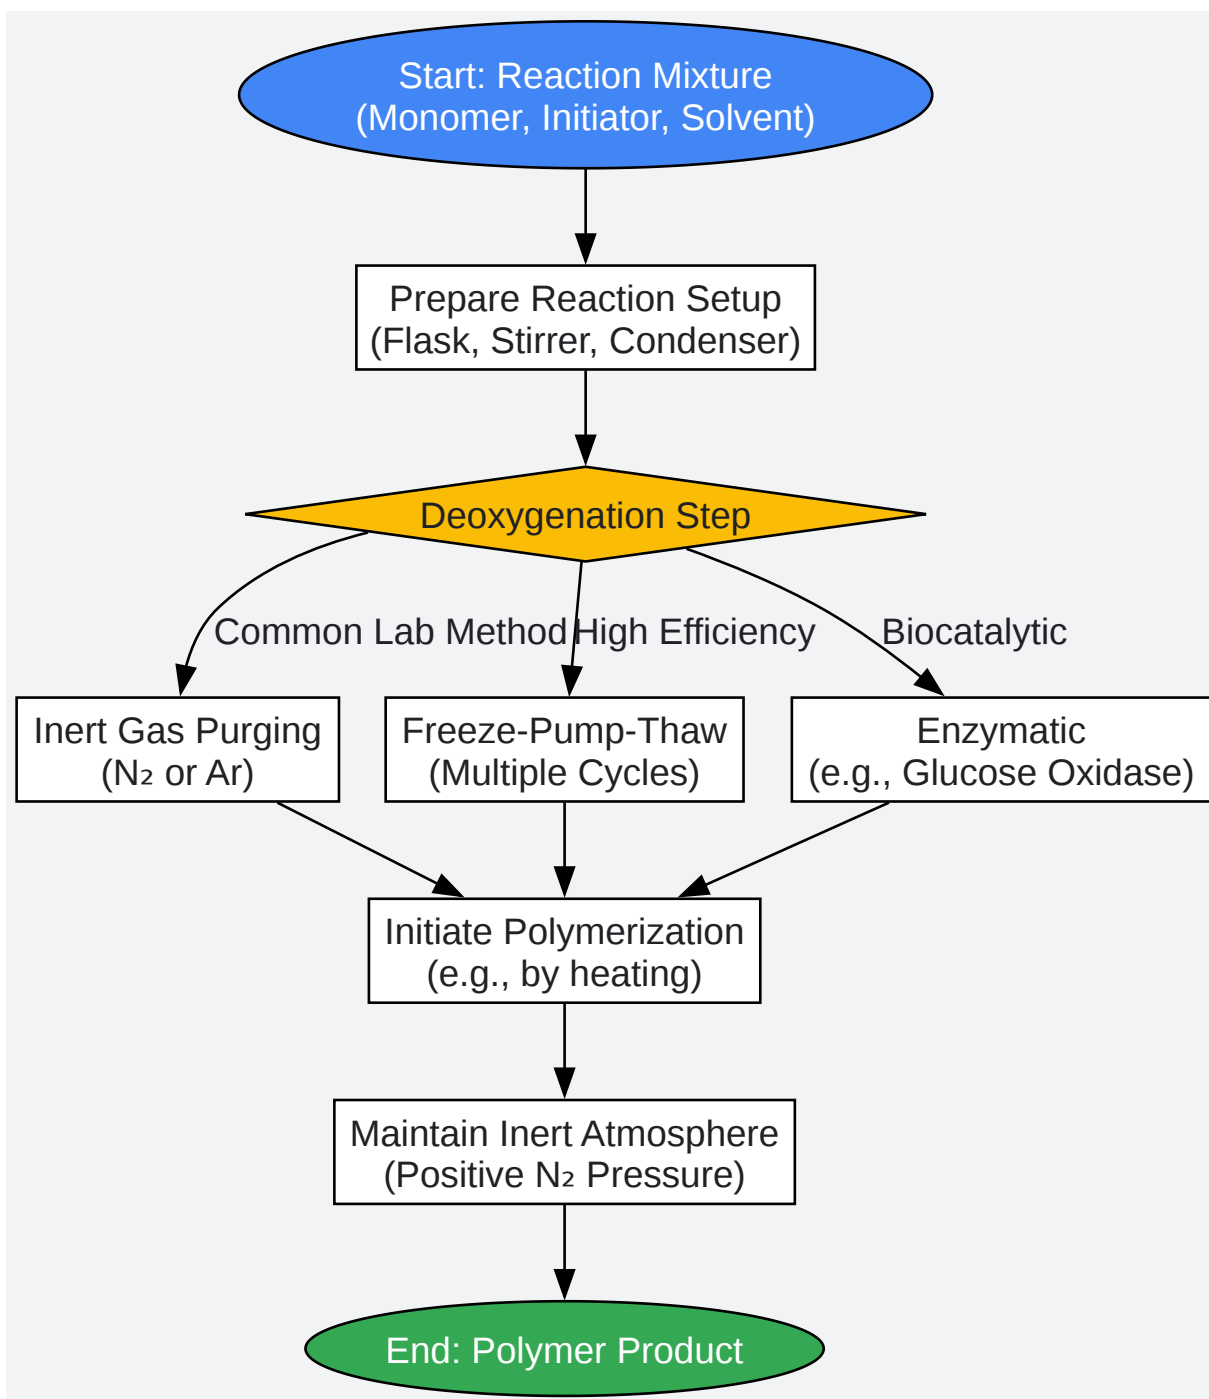 Start: Reaction Mixture
(Monomer, Initiator, Solvent)
Prepare Reaction Setup
(Flask, Stirrer, Condenser)
Deoxygenation Step
Common Lab Method
High Efficiency
Biocatalytic
Inert Gas Purging
(N₂ or Ar)
Freeze-Pump-Thaw
(Multiple Cycles)
Enzymatic
(e.g., Glucose Oxidase)
Initiate Polymerization
(e.g., by heating)
Maintain Inert Atmosphere
(Positive N₂ Pressure)
End: Polymer Product